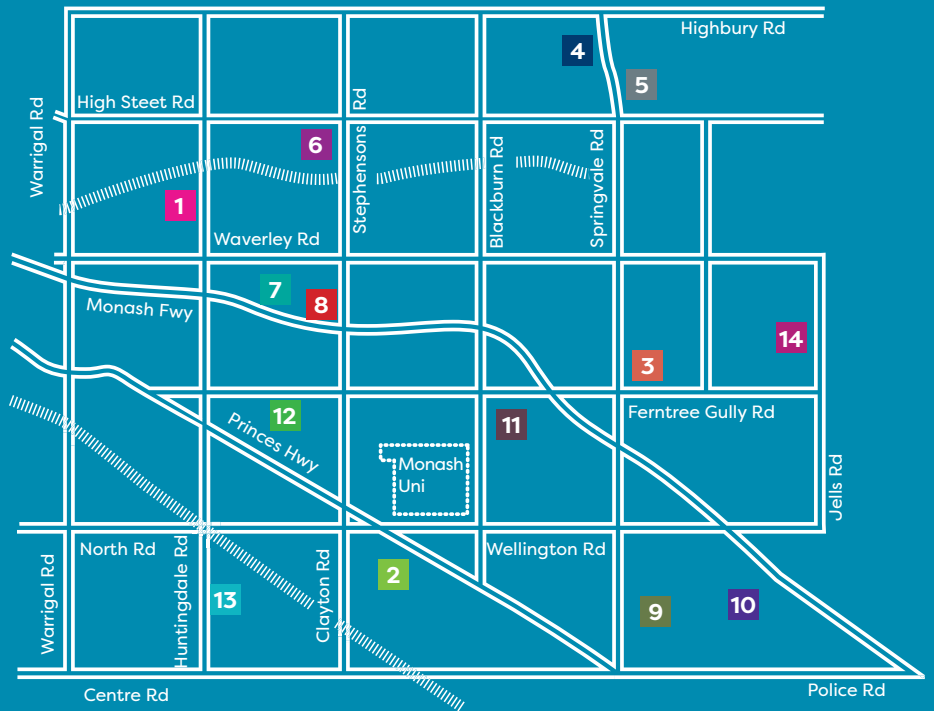 Highbury Rd
4
5
High Steet Rd
Warrigal Rd
Stephensons Rd
6
Blackburn Rd
Springvale Rd
1
Waverley Rd
7
8
Monash Fwy
14
3
12
11
Ferntree Gully Rd
Princes Hwy
Monash
Uni
Jells Rd
North Rd
Wellington Rd
Warrigal Rd
Huntingdale Rd
Clayton Rd
2
13
9
10
Centre Rd
Police Rd